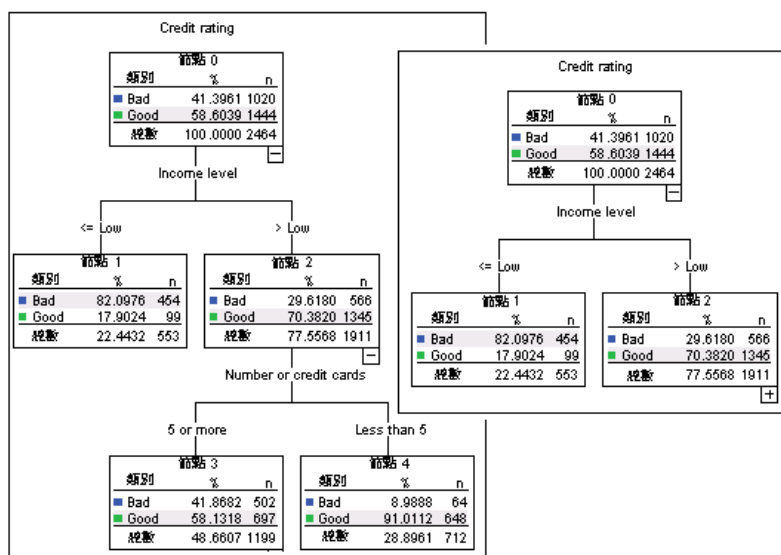 Credit rating
節點 0
類別 % n
Bad 41.3961 1020
Good 58.6039 1444
總數 100.0000 2464
Income level
<= Low
> Low
節點 1
類別 % n
Bad 82.0976 454
Good 17.9024 99
總數 22.4432 553
節點 2
類別 % n
Bad 29.6180 566
Good 70.3820 1345
總數 77.5568 1911
Number or credit cards
5 or more
Less than 5
節點 3
類別 % n
Bad 41.8682 502
Good 58.1318 697
總數 48.6607 1199
節點 4
類別 % n
Bad 8.9888 64
Good 91.0112 648
總數 28.8961 712
Credit rating
節點 0
類別 % n
Bad 41.3961 1020
Good 58.6039 1444
總數 100.0000 2464
Income level
<= Low
> Low
節點 1
類別 % n
Bad 82.0976 454
Good 17.9024 99
總數 22.4432 553
節點 2
類別 % n
Bad 29.6180 566
Good 70.3820 1345
總數 77.5568 1911